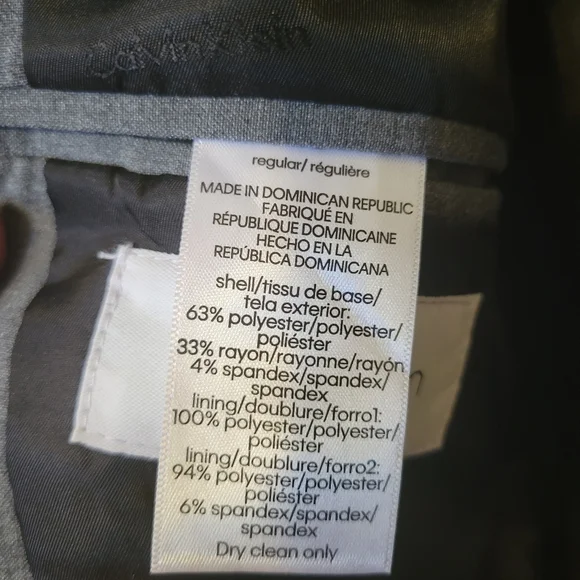 Calvin Klein
regular/ régulière
MADE IN DOMINICAN REPUBLIC
FABRIQUÉ EN
RÉPUBLIQUE DOMINICAINE
HECHO EN LA
REPÚBLICA DOMINICANA
shell/tissu de base/
tela exterior:
63% polyester/polyester/
poliéster
33% rayon/rayonne/rayón
4% spandex/spandex/
spandex
lining/doublure/forro1:
100% polyester/polyester/
poliéster
lining/doublure/forro2:
94% polyester/polyester/
poliéster
6% spandex/spandex/
spandex
Dry clean only